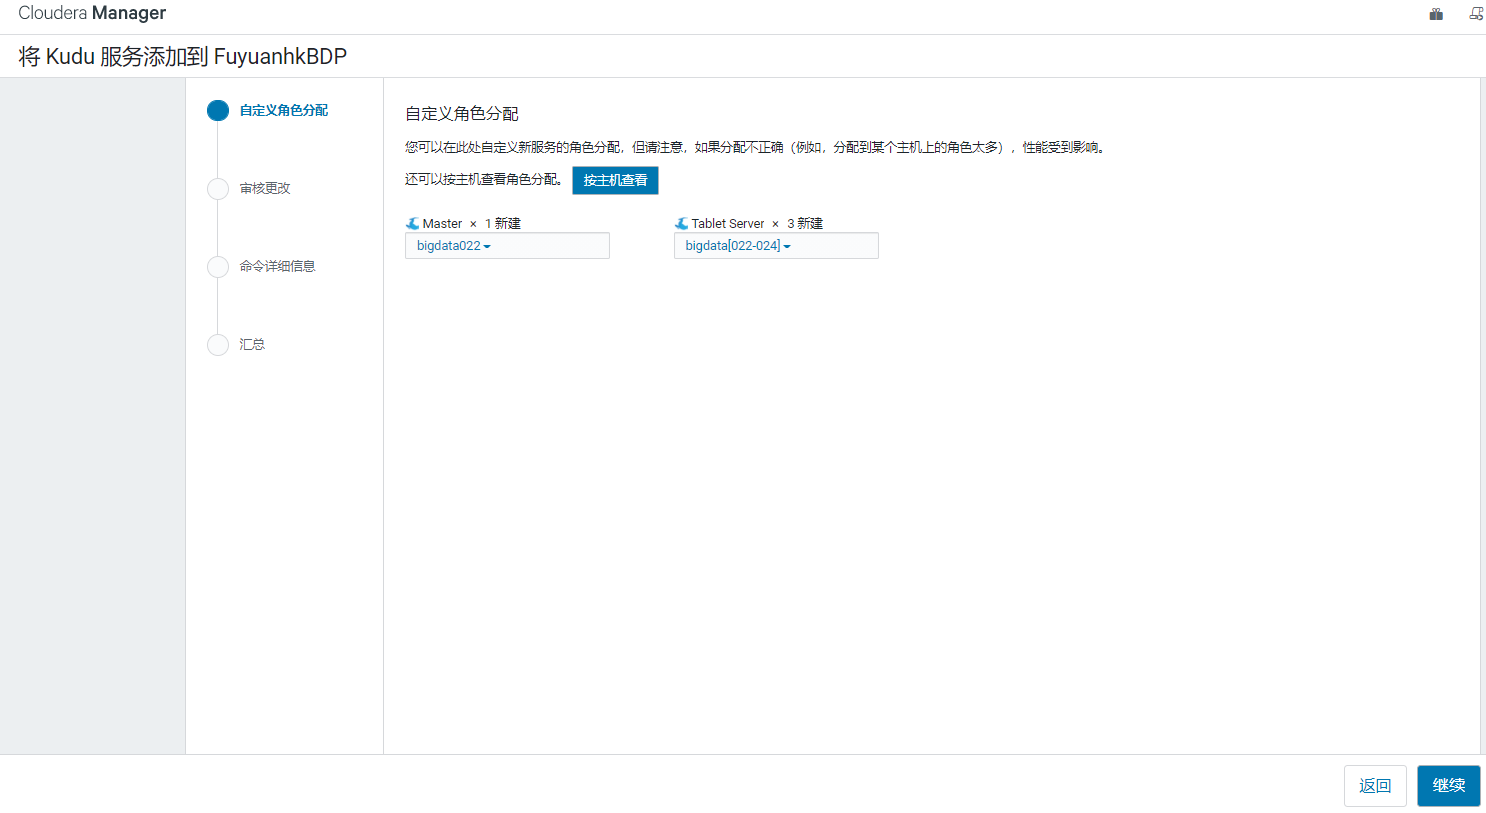 Cloudera Manager
将 Kudu 服务添加到 FuyuanhkBDP
自定义角色分配
审核更改
命令详细信息
汇总
自定义角色分配
您可以在此处自定义新服务的角色分配，但请注意，如果分配不正确（例如，分配到某个主机上的角色太多），性能受到影响。
还可以按主机查看角色分配。 按主机查看
Master × 1 新建
bigdata022
Tablet Server × 3 新建
bigdata[022-024]
返回
继续